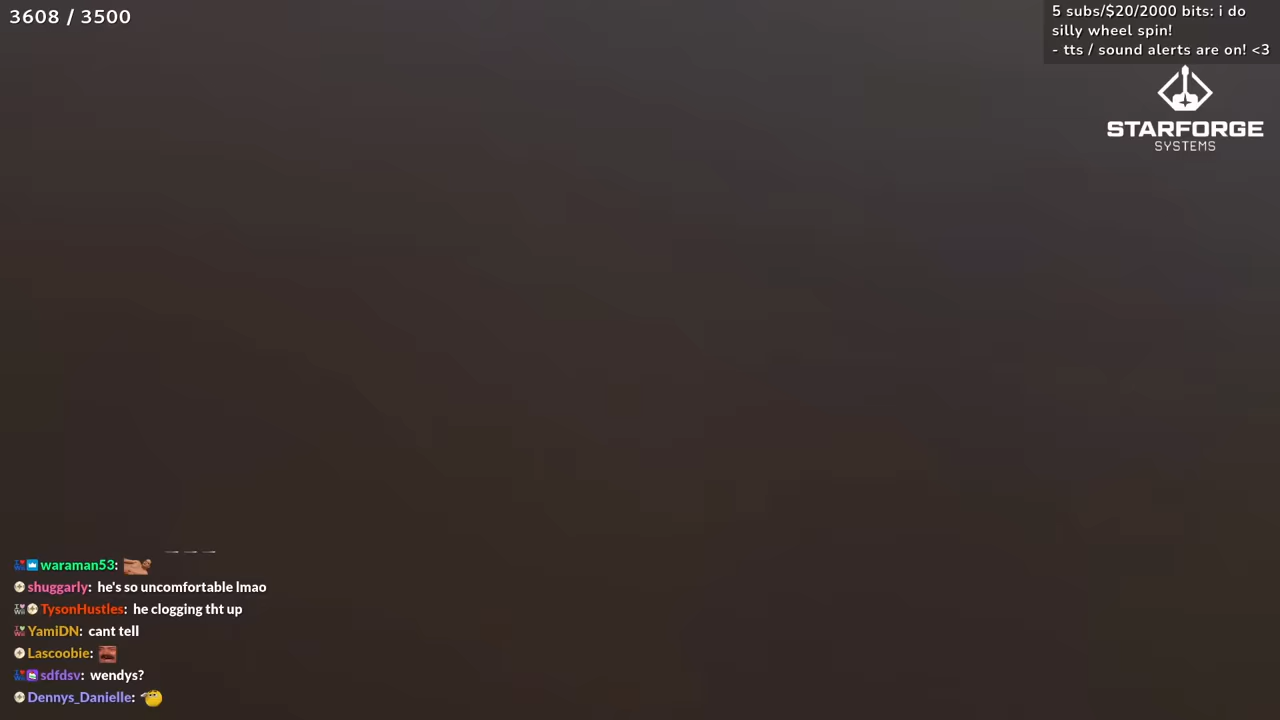 3608 / 3500
5 subs/$20/2000 bits: i do
silly wheel spin!
- tts / sound alerts are on! <3
STARFORGE
SYSTEMS
waraman53:
shuggarly: he's so uncomfortable lmao
TysonHustles: he clogging tht up
YamiDN: cant tell
Lascoobie:
sdfdsv: wendys?
Dennys_Danielle: